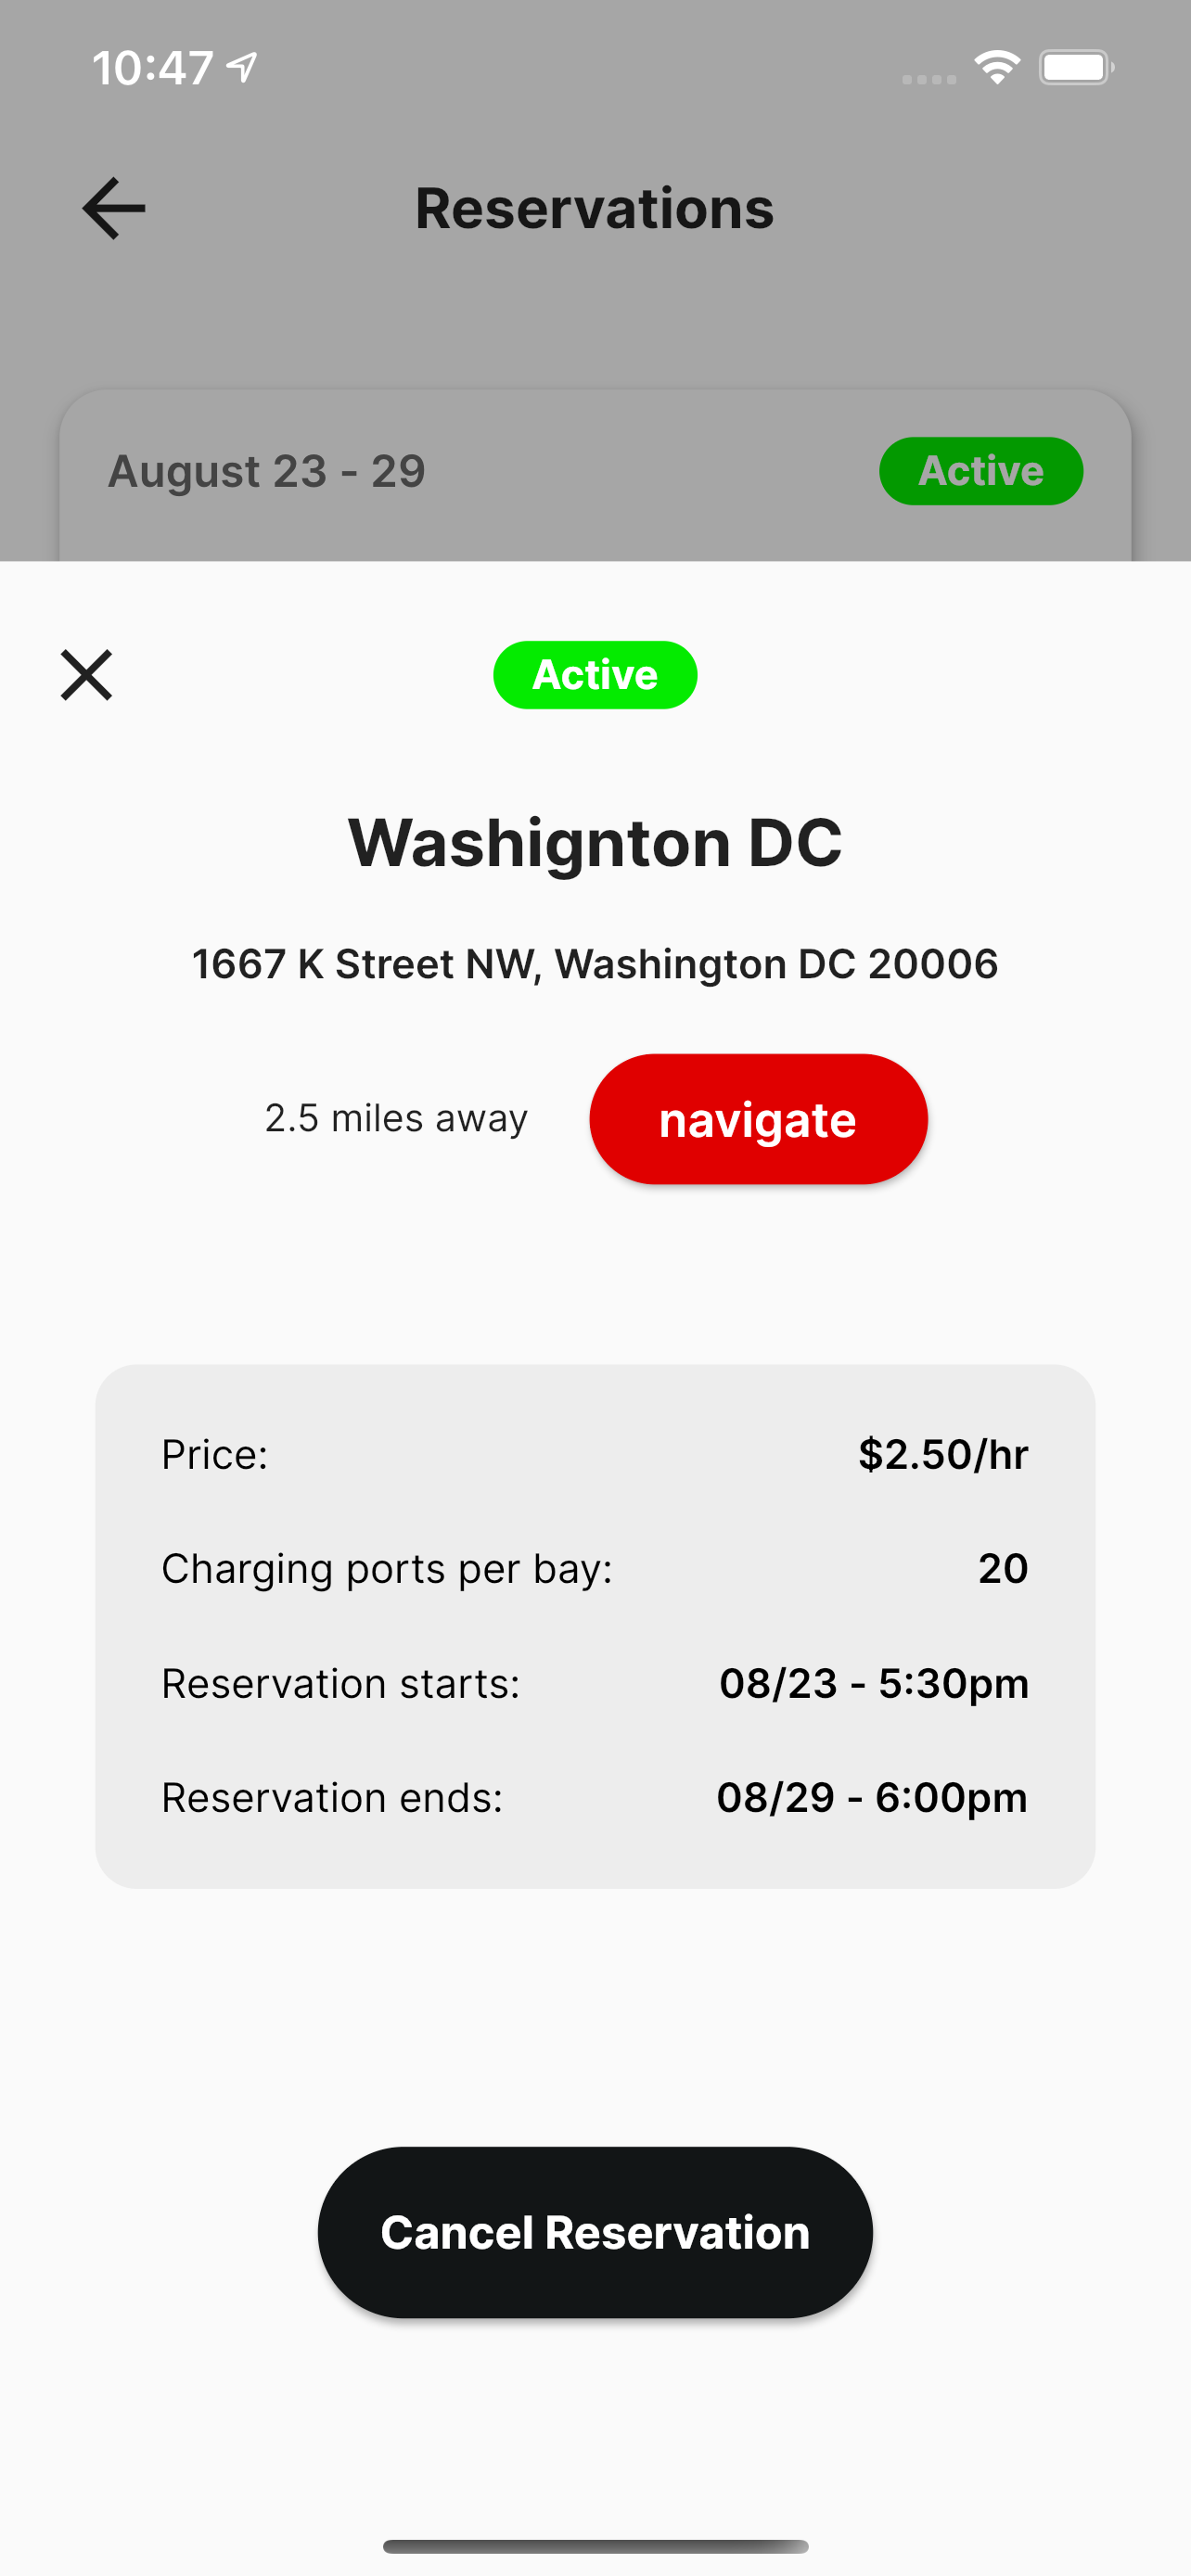 10:47
Reservations
August 23 - 29 Active
Active
Washignton DC
1667 K Street NW, Washington DC 20006
2.5 miles away navigate
Price: $2.50/hr
Charging ports per bay: 20
Reservation starts: 08/23 - 5:30pm
Reservation ends: 08/29 - 6:00pm
Cancel Reservation